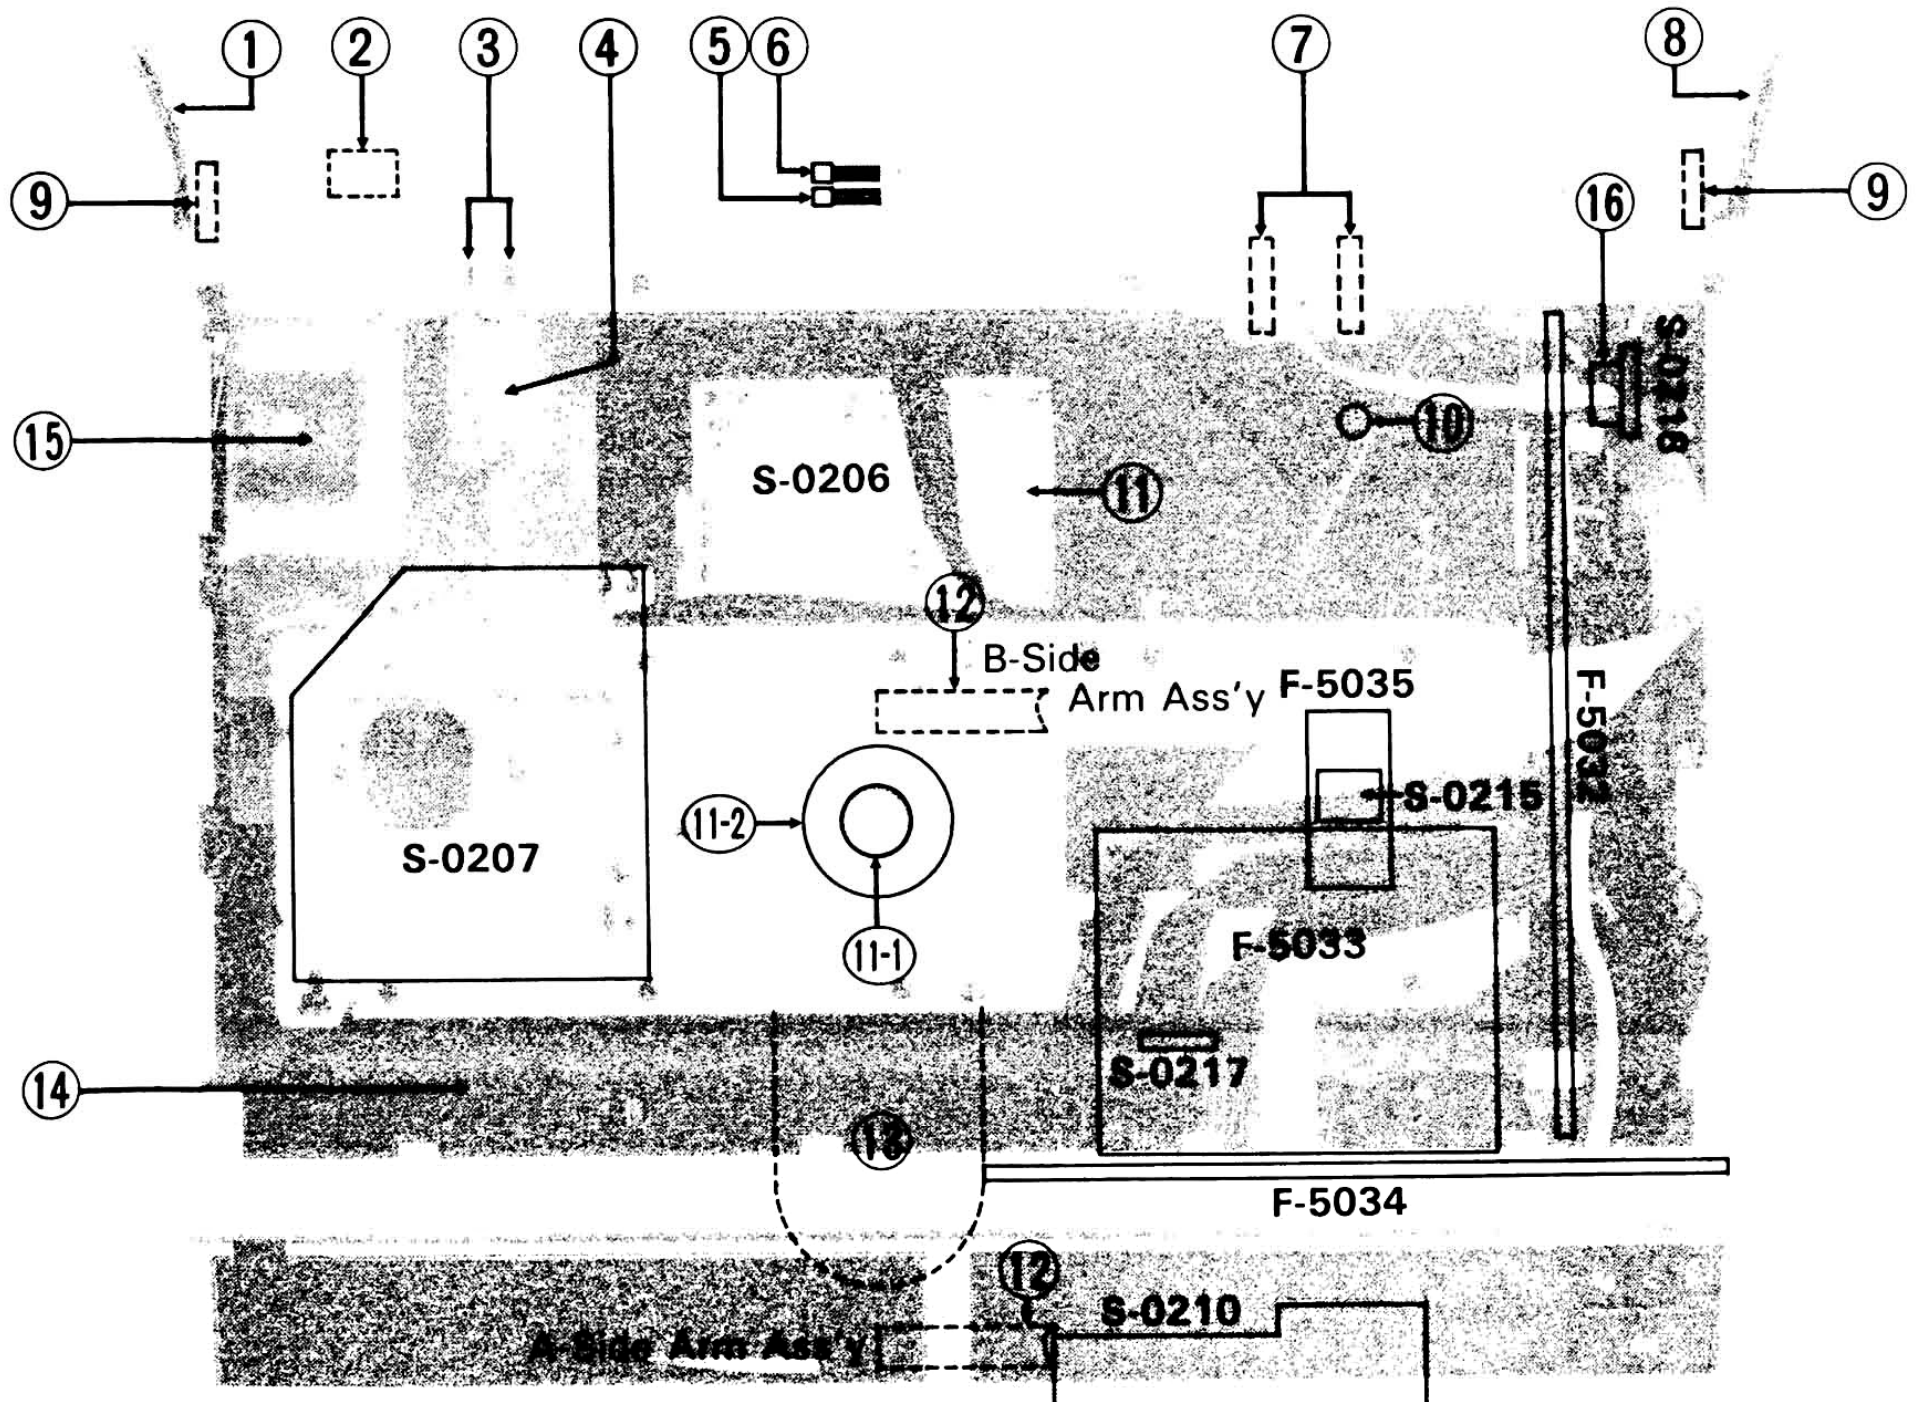 1 2 3 4 5 6 7 8
9 9
16
S-0218
15
10
S-0206
11
12
B-Side
Arm Ass'y
F-5035
F-5032
S-0215
11-2
S-0207
11-1
F-5033
14
S-0217
13
F-5034
12
S-0210
A-Side Arm Ass'y